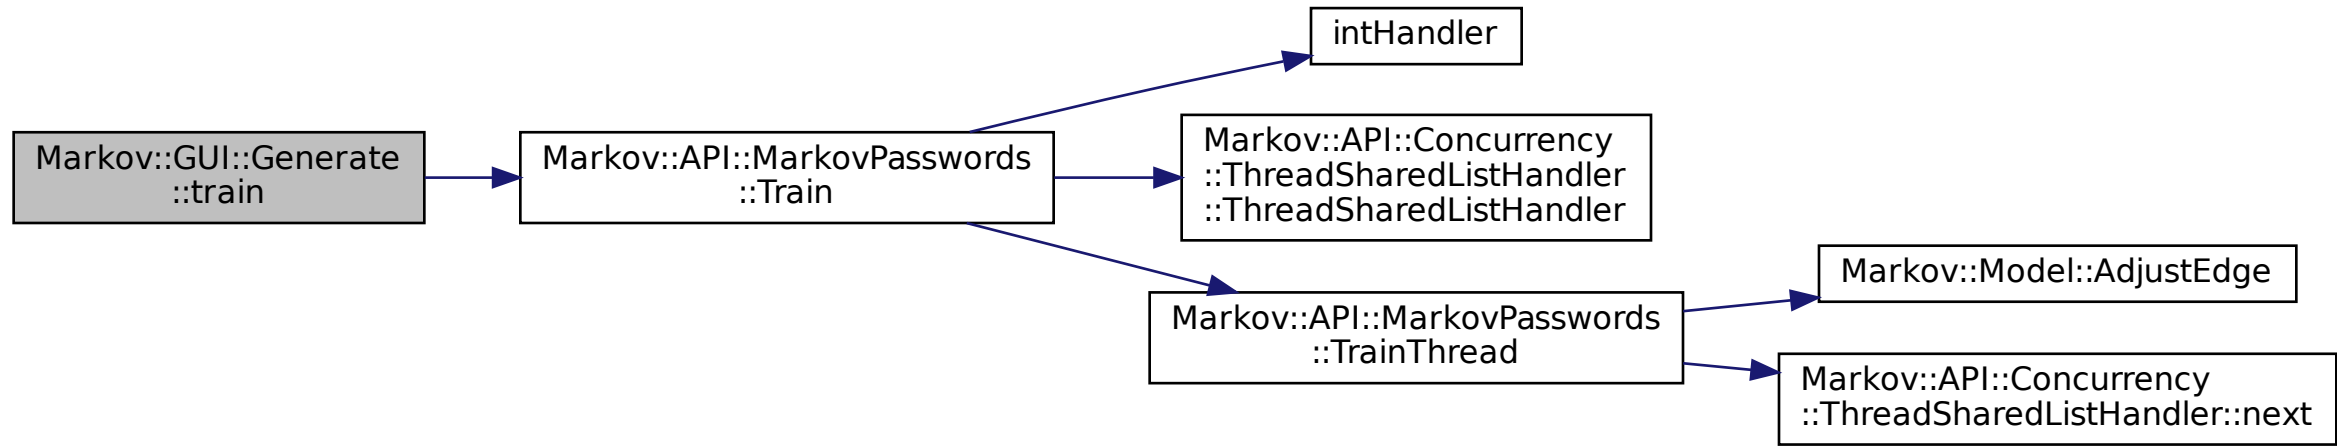 Markov::GUI::Generate
::train
Markov::API::MarkovPasswords
::Train
intHandler
Markov::API::Concurrency
::ThreadSharedListHandler
::ThreadSharedListHandler
Markov::API::MarkovPasswords
::TrainThread
Markov::Model::AdjustEdge
Markov::API::Concurrency
::ThreadSharedListHandler::next